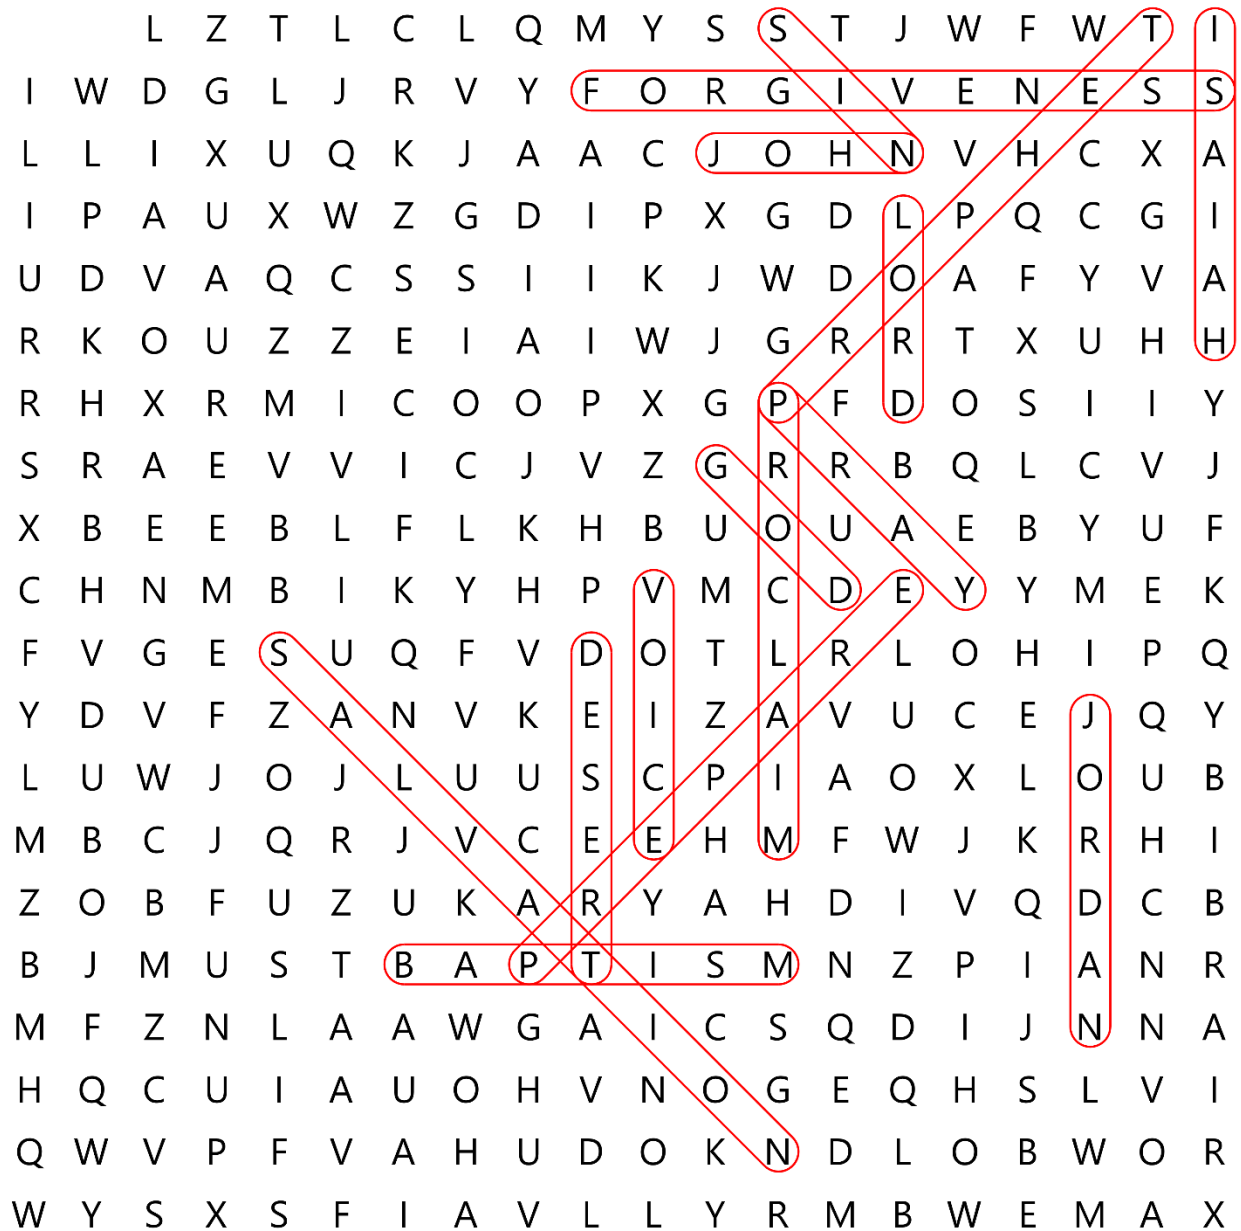 L Z T L C L Q M Y S S T J W F W T I
I W D G L J R V Y F O R G I V E N E S S
L L I X U Q K J A A C J O H N V H C X A
I P A U X W Z G D I P X G D L P Q C G I
U D V A Q C S S I I K J W D O A F Y V A
R K O U Z Z E I A I W J G R R T X U H H
R H X R M I C O O P X G P F D O S I I Y
S R A E V V I C J V Z G R R B Q L C V J
X B E E B L F L K H B U O U A E B Y U F
C H N M B I K Y H P V M C D E Y Y M E K
F V G E S U Q F V D O T L R L O H I P Q
Y D V F Z A N V K E I Z A V U C E J Q Y
L U W J O J L U U S C P I A O X L O U B
M B C J Q R J V C E E H M F W J K R H I
Z O B F U Z U K A R Y A H D I V Q D C B
B J M U S T B A P T I S M N Z P I A N R
M F Z N L A A W G A I C S Q D I J N N A
H Q C U I A U O H V N O G E Q H S L V I
Q W V P F V A H U D O K N D L O B W O R
W Y S X S F I A V L L Y R M B W E M A X